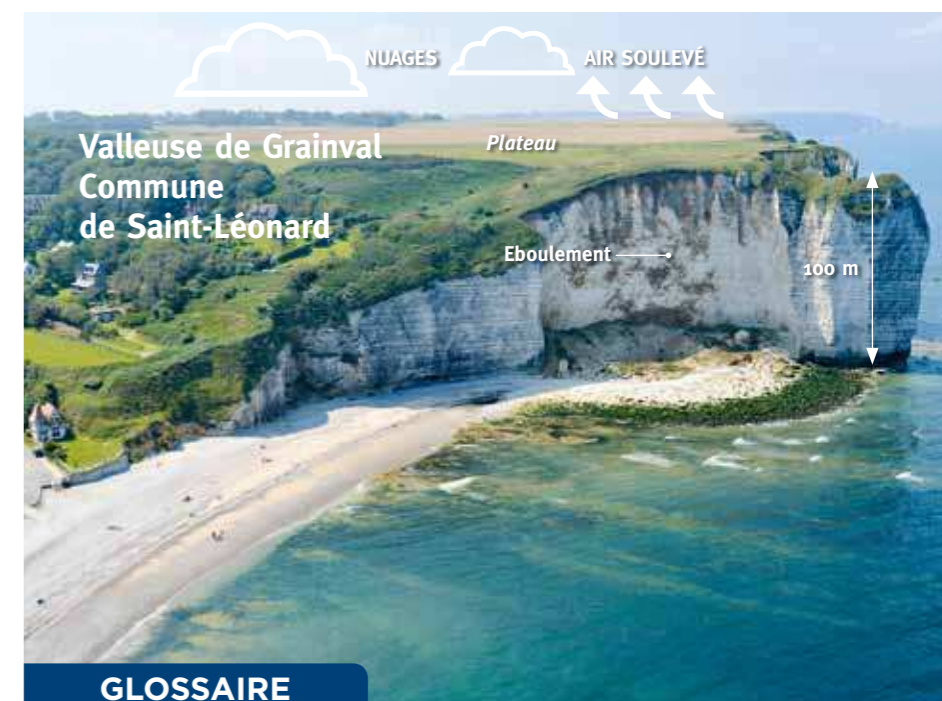 NUAGES
AIR SOULEVÉ
Valleuse de Grainval
Commune
de Saint-Léonard
Plateau
Eboulement
100 m
GLOSSAIRE